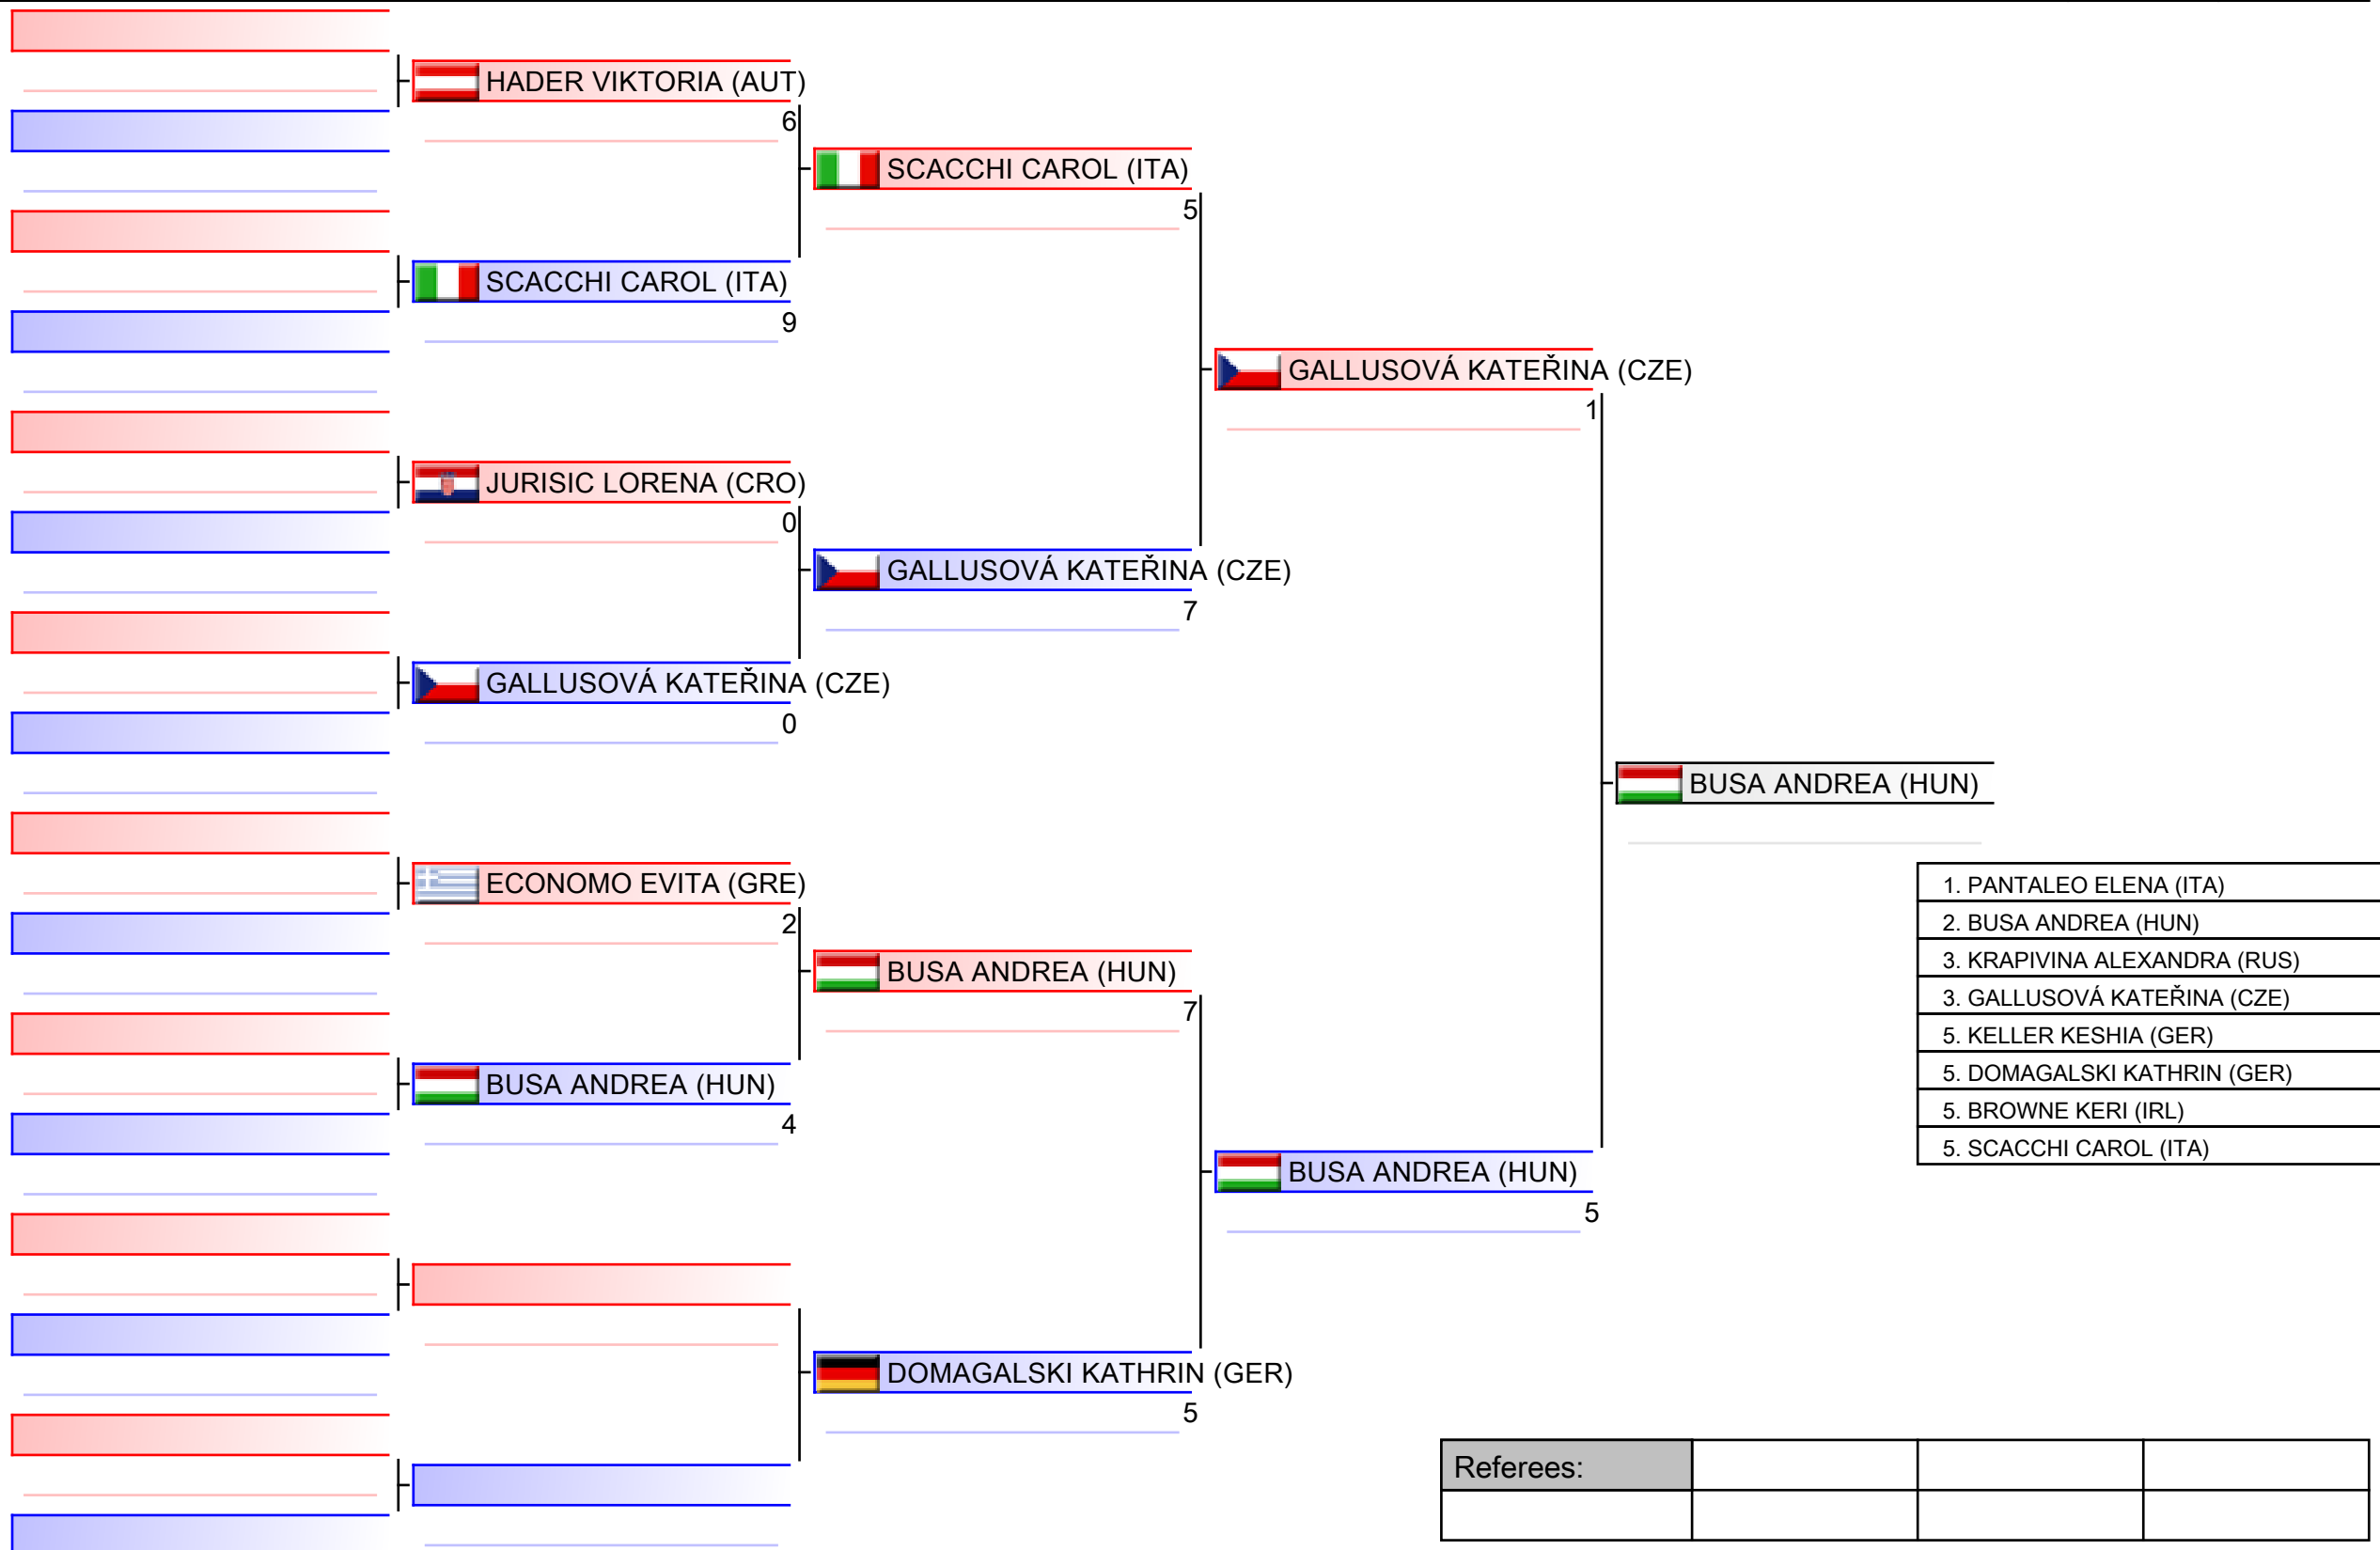 HADER VIKTORIA (AUT)
6
SCACCHI CAROL (ITA)
5
SCACCHI CAROL (ITA)
9
GALLUSOVÁ KATEŘINA (CZE)
1
JURISIC LORENA (CRO)
0
GALLUSOVÁ KATEŘINA (CZE)
7
GALLUSOVÁ KATEŘINA (CZE)
0
BUSA ANDREA (HUN)
ECONOMO EVITA (GRE)
2
BUSA ANDREA (HUN)
7
BUSA ANDREA (HUN)
4
BUSA ANDREA (HUN)
5
DOMAGALSKI KATHRIN (GER)
5
1. PANTALEO ELENA (ITA)
2. BUSA ANDREA (HUN)
3. KRAPIVINA ALEXANDRA (RUS)
3. GALLUSOVÁ KATEŘINA (CZE)
5. KELLER KESHIA (GER)
5. DOMAGALSKI KATHRIN (GER)
5. BROWNE KERI (IRL)
5. SCACCHI CAROL (ITA)
Referees: